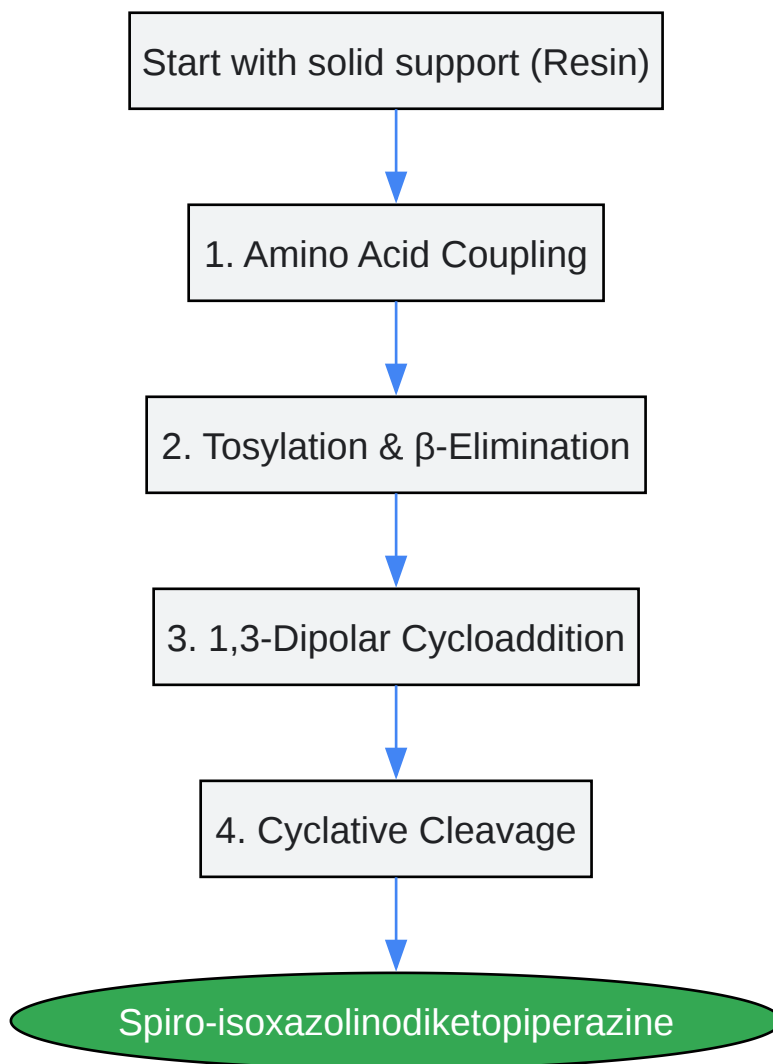 Start with solid support (Resin)
1. Amino Acid Coupling
2. Tosylation & β-Elimination
3. 1,3-Dipolar Cycloaddition
4. Cyclative Cleavage
Spiro-isoxazolinodiketopiperazine